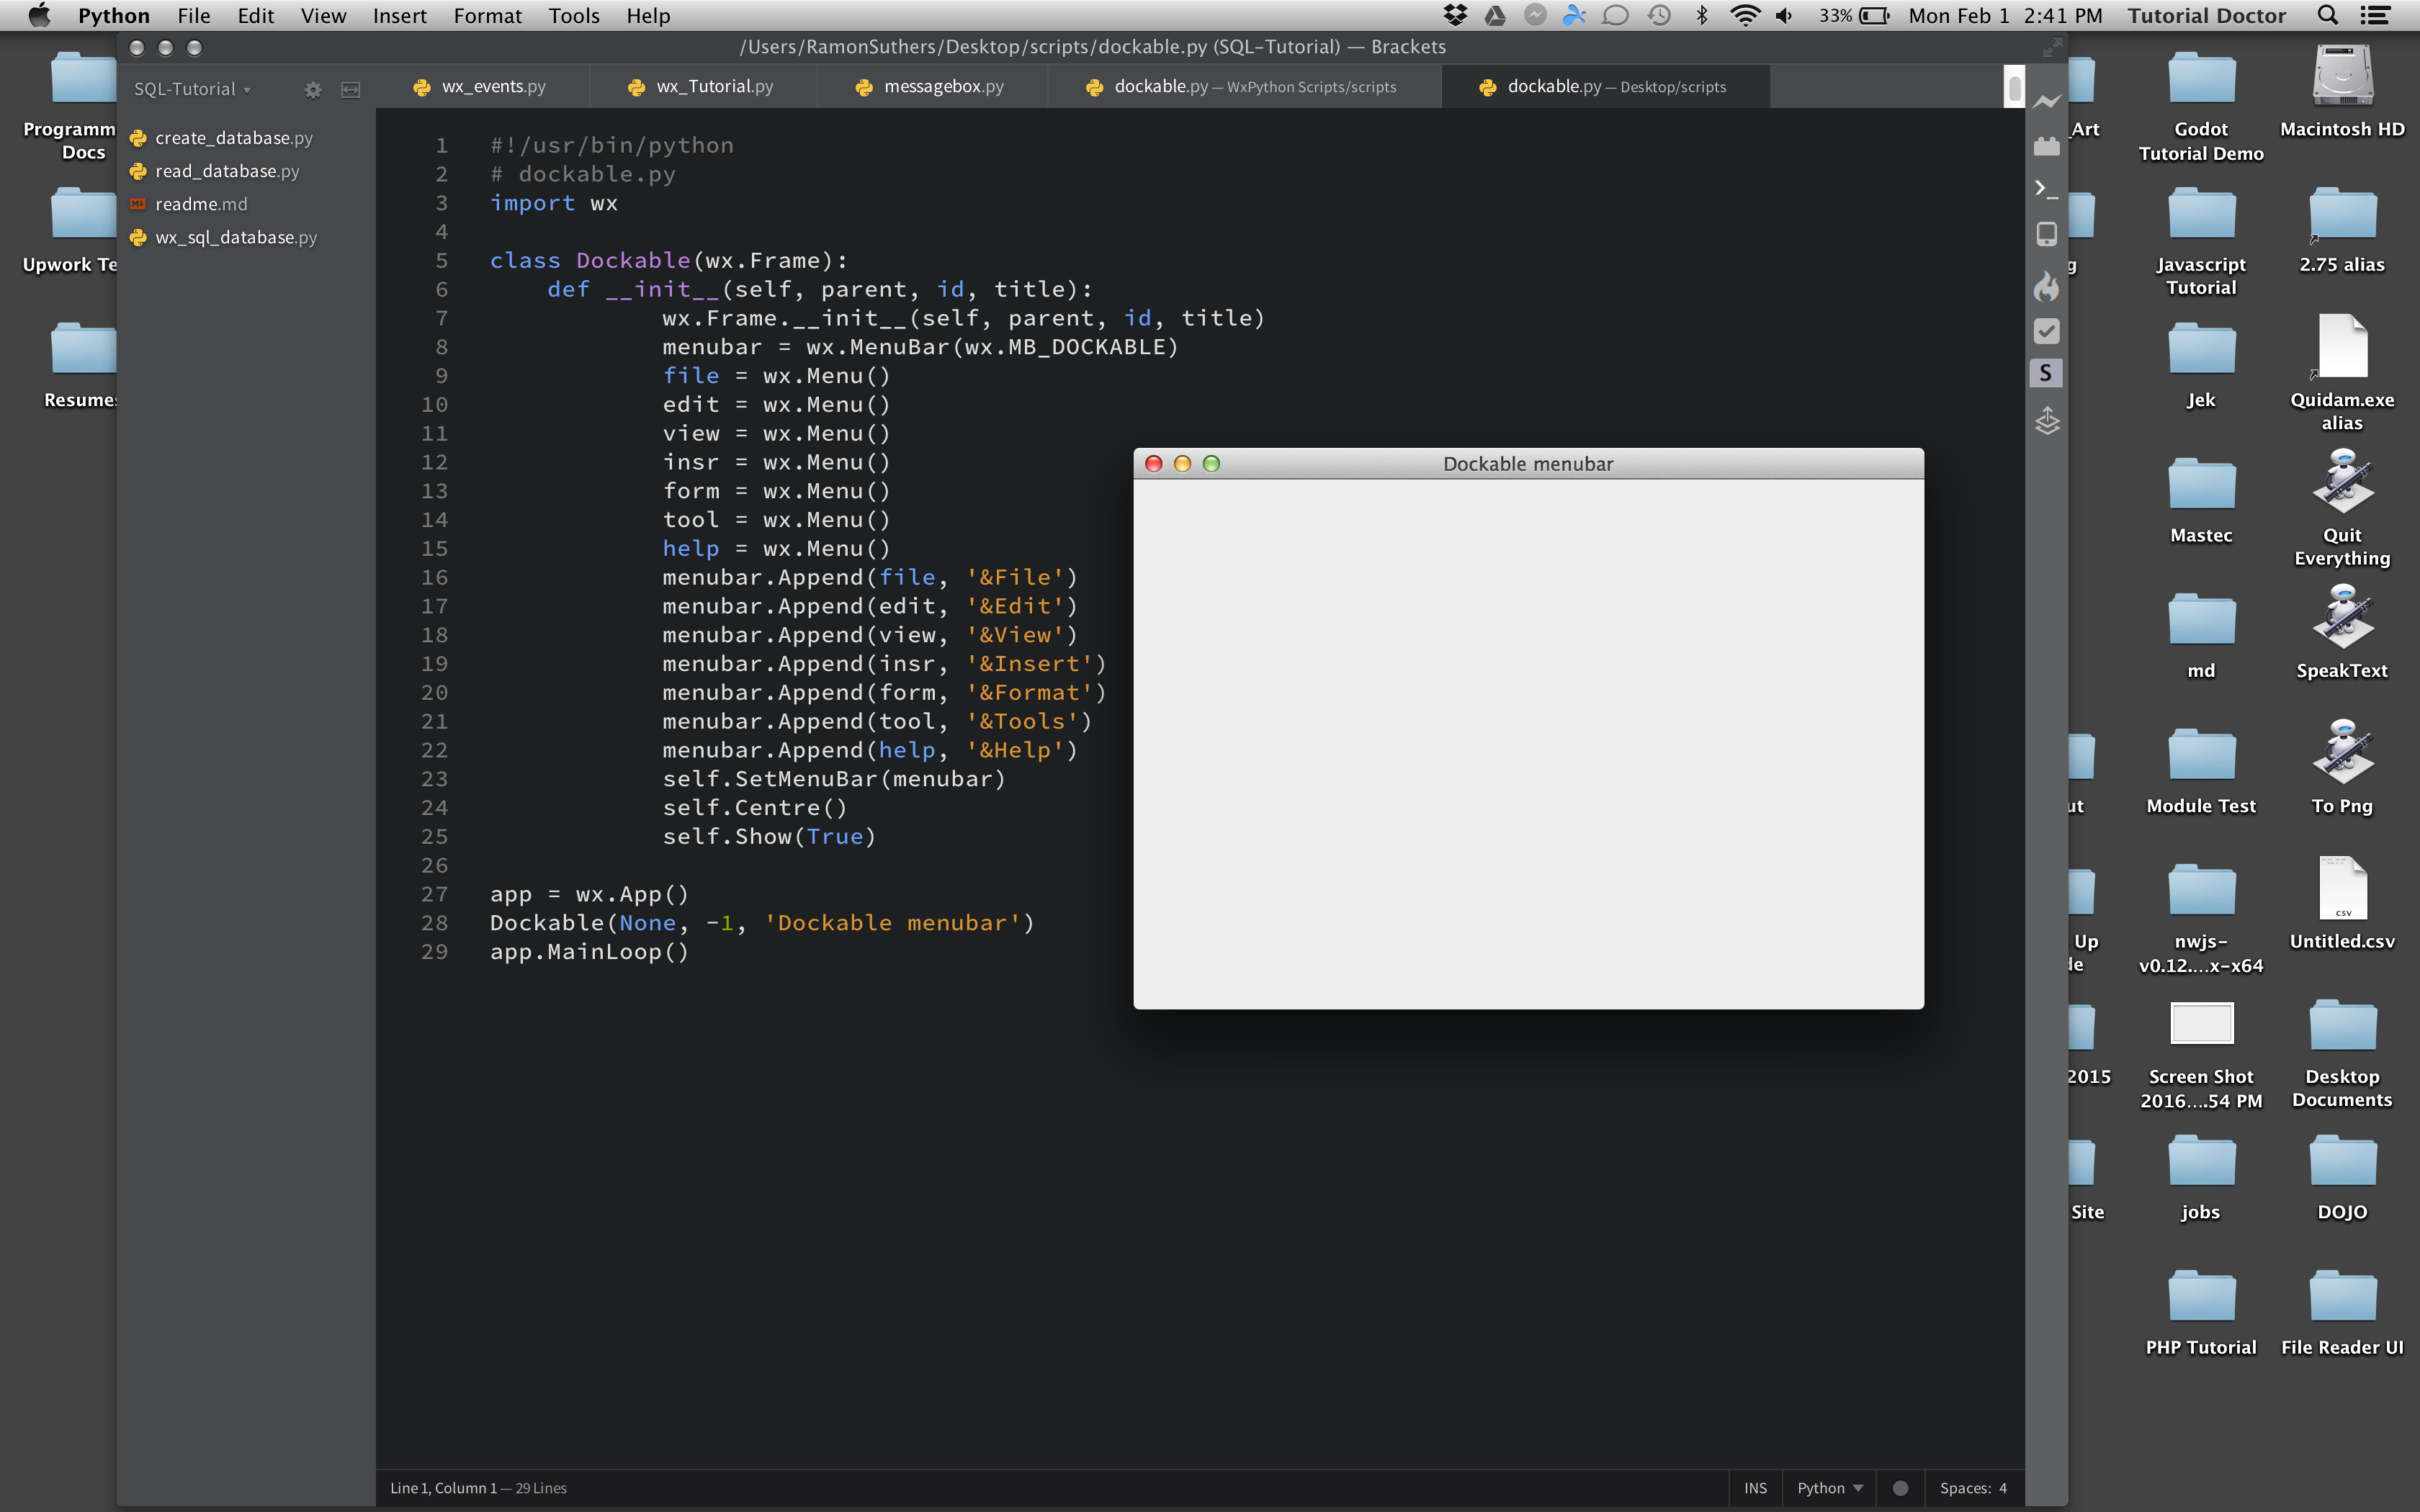 Python File Edit View Insert Format Tools Help 33% Mon Feb 1 2:41 PM Tutorial Doctor
/Users/RamonSuthers/Desktop/scripts/dockable.py (SQL-Tutorial) — Brackets
SQL-Tutorial
wx_events.py wx_Tutorial.py messagebox.py dockable.py — WxPython Scripts/scripts dockable.py — Desktop/scripts
create_database.py
read_database.py
readme.md
wx_sql_database.py
1 #!/usr/bin/python
2 # dockable.py
3 import wx
4
5 class Dockable(wx.Frame):
6 def __init__(self, parent, id, title):
7 wx.Frame.__init__(self, parent, id, title)
8 menubar = wx.MenuBar(wx.MB_DOCKABLE)
9 file = wx.Menu()
10 edit = wx.Menu()
11 view = wx.Menu()
12 insr = wx.Menu()
13 form = wx.Menu()
14 tool = wx.Menu()
15 help = wx.Menu()
16 menubar.Append(file, '&File')
17 menubar.Append(edit, '&Edit')
18 menubar.Append(view, '&View')
19 menubar.Append(insr, '&Insert')
20 menubar.Append(form, '&Format')
21 menubar.Append(tool, '&Tools')
22 menubar.Append(help, '&Help')
23 self.SetMenuBar(menubar)
24 self.Centre()
25 self.Show(True)
26
27 app = wx.App()
28 Dockable(None, -1, 'Dockable menubar')
29 app.MainLoop()
Dockable menubar
Line 1, Column 1 — 29 Lines
INS Python Spaces: 4
S
Programm
Docs
Upwork Te
Resumes
Art
g
ut
Up
de
2015
Site
Godot
Tutorial Demo
Javascript
Tutorial
Jek
Mastec
md
Module Test
nwjs-
v0.12....x-x64
Screen Shot
2016....54 PM
jobs
PHP Tutorial
Macintosh HD
2.75 alias
Quidam.exe
alias
Quit
Everything
SpeakText
To Png
CSV
Untitled.csv
Desktop
Documents
DOJO
File Reader UI